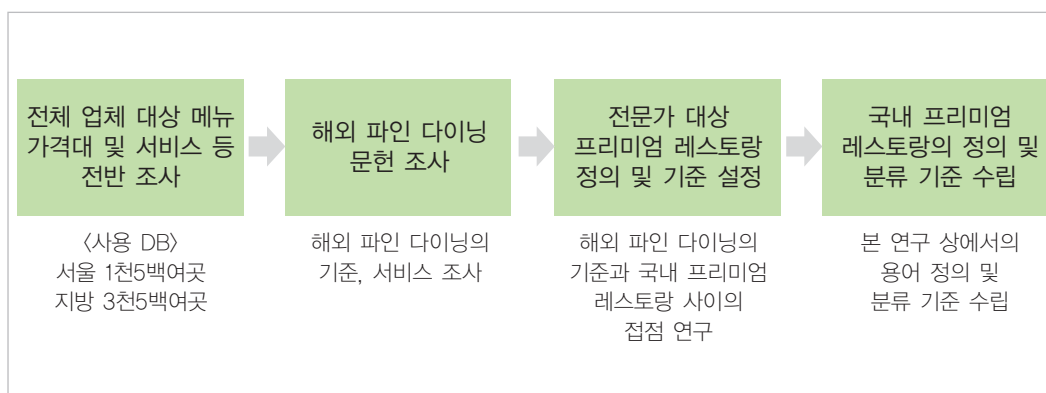 전체 업체 대상 메뉴
가격대 및 서비스 등
전반 조사
〈사용 DB〉
서울 1천5백여곳
지방 3천5백여곳
해외 파인 다이닝
문헌 조사
해외 파인 다이닝의
기준, 서비스 조사
전문가 대상
프리미엄 레스토랑
정의 및 기준 설정
해외 파인 다이닝의
기준과 국내 프리미엄
레스토랑 사이의
접점 연구
국내 프리미엄
레스토랑의 정의 및
분류 기준 수립
본 연구 상에서의
용어 정의 및
분류 기준 수립